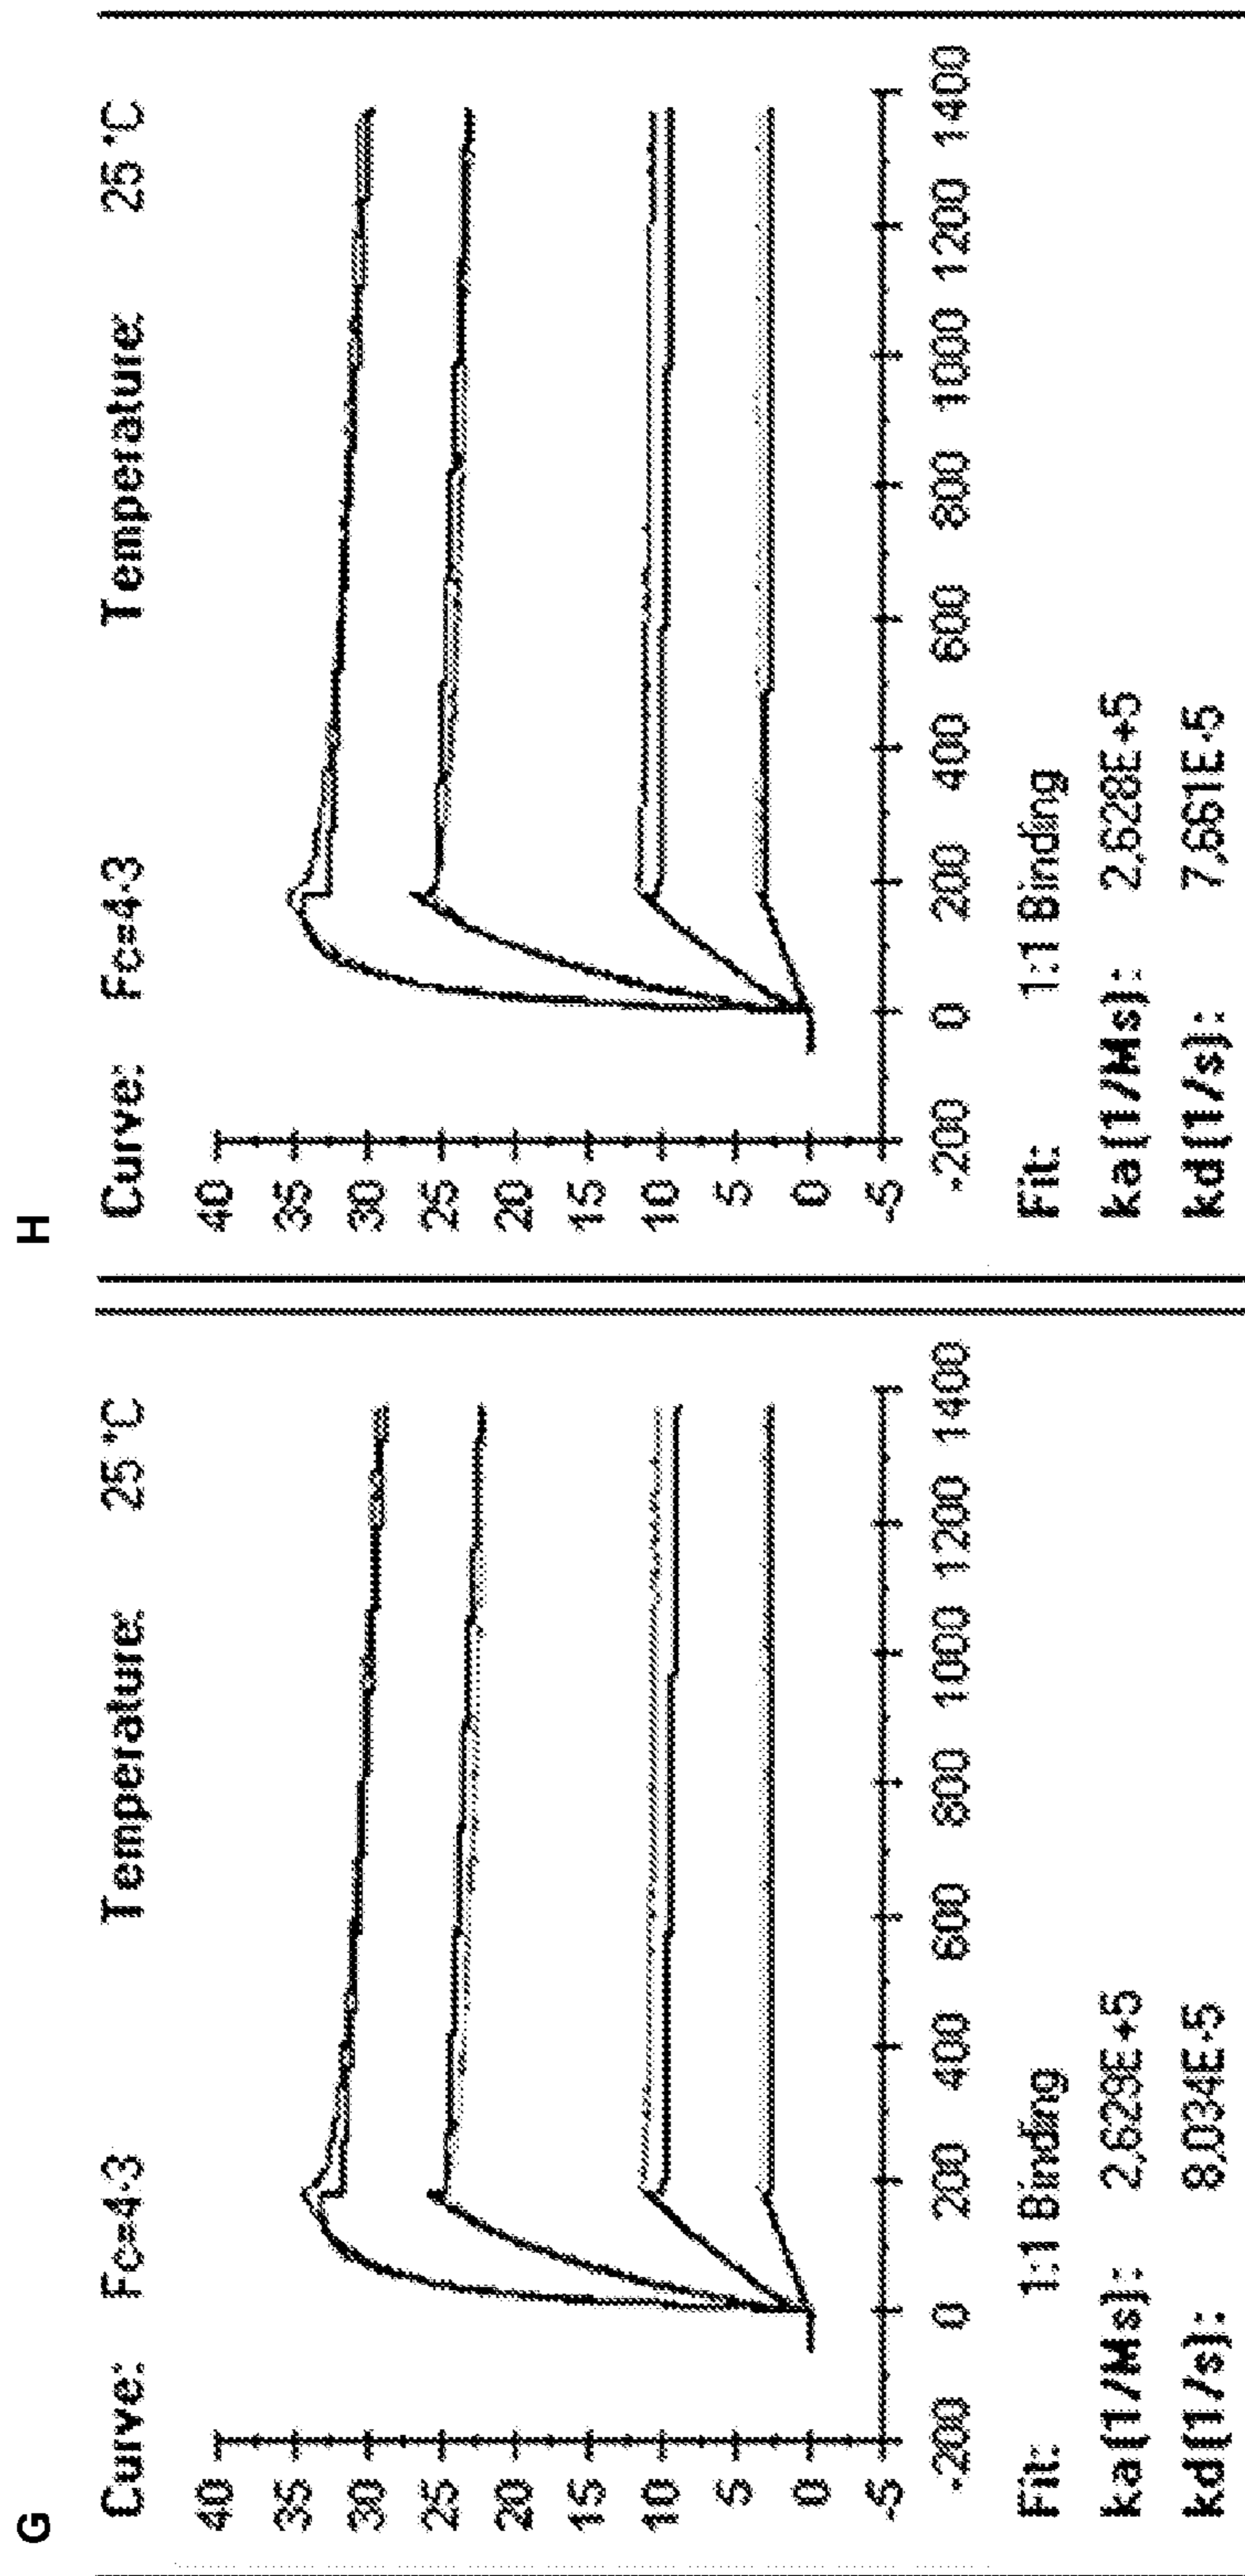 G
Curve: Fc=4-3 Temperature: 25 °C
40
35
30
25
20
15
10
5
0
-5
-200 0 200 400 600 800 1000 1200 1400
Fit: 1:1 Binding
ka(1/Ms): 2,629E+5
kd(1/s): 8,034E-5
H
Curve: Fc=4-3 Temperature: 25 °C
40
35
30
25
20
15
10
5
0
-5
-200 0 200 400 600 800 1000 1200 1400
Fit: 1:1 Binding
ka(1/Ms): 2,628E+5
kd(1/s): 7,661E-5